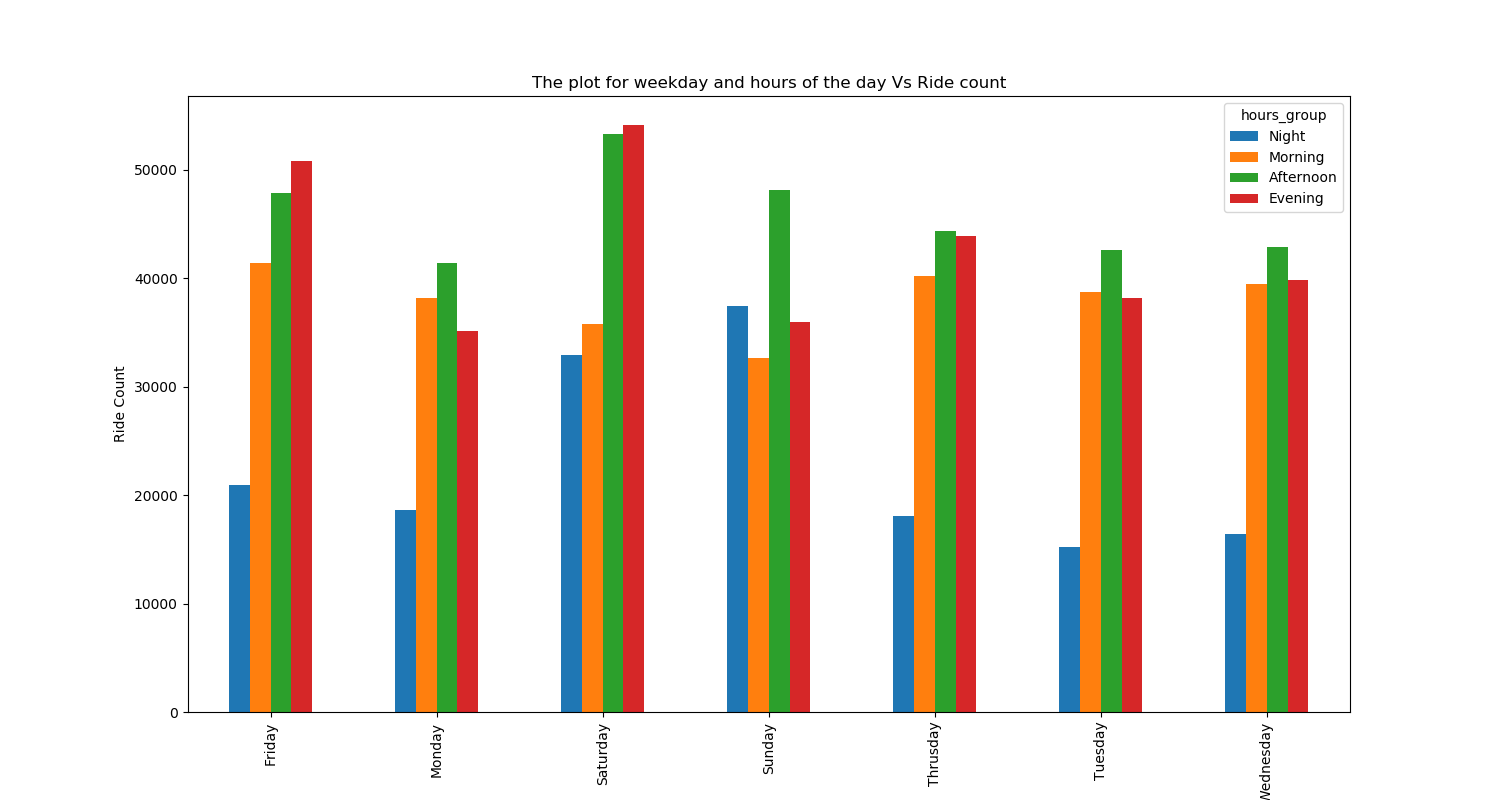 The plot for weekday and hours of the day Vs Ride count
hours_group
Night
Morning
Afternoon
Evening
Ride Count
50000
40000
30000
20000
10000
0
Friday
Monday
Saturday
Sunday
Thrusday
Tuesday
Wednesday